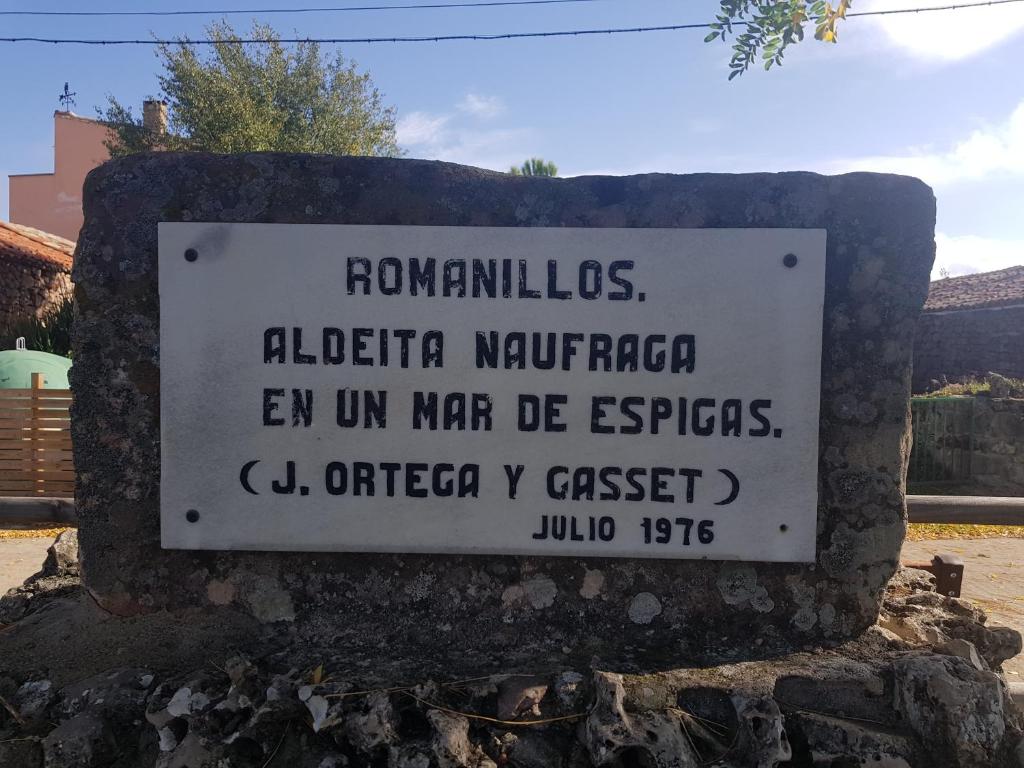 ROMANILLOS.
ALDEITA NAUFRAGA
EN UN MAR DE ESPIGAS.
(J. ORTEGA Y GASSET)
JULIO 1976